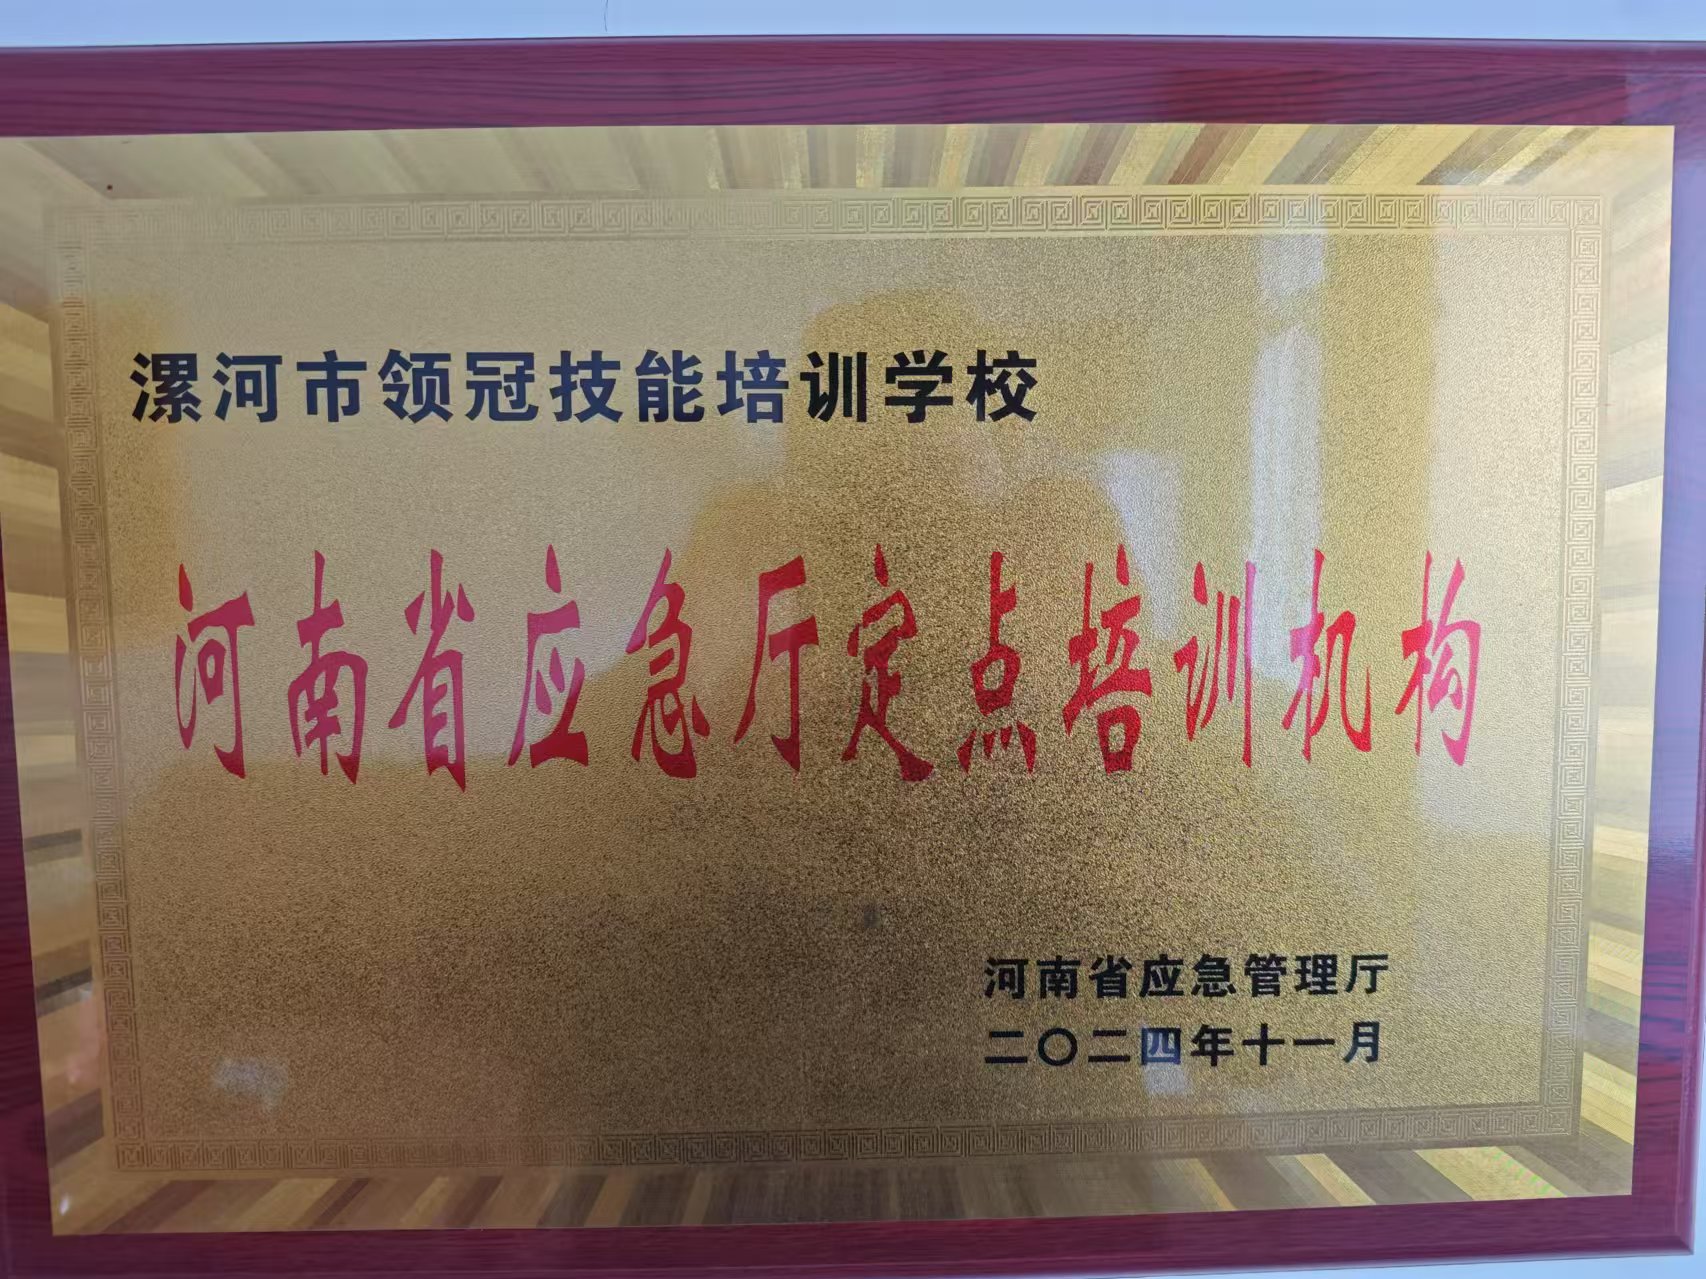 漯河市领冠技能培训学校
河南省应急厅定点培训机构
河南省应急管理厅
二〇二四年十一月